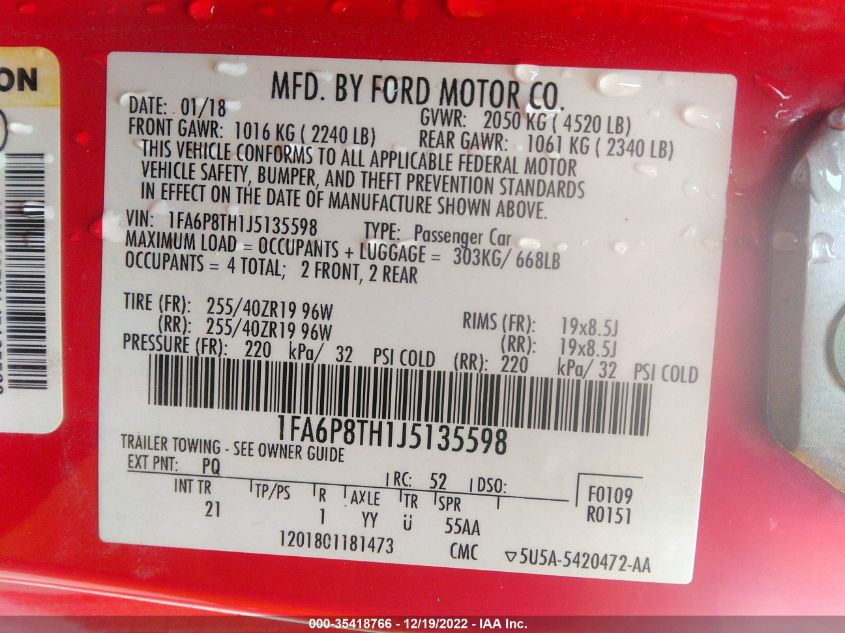 ON
MFD. BY FORD MOTOR CO.
DATE: 01/18 GVWR: 2050 KG ( 4520 LB)
FRONT GAWR: 1016 KG ( 2240 LB) REAR GAWR: 1061 KG ( 2340 LB)
THIS VEHICLE CONFORMS TO ALL APPLICABLE FEDERAL MOTOR
VEHICLE SAFETY, BUMPER, AND THEFT PREVENTION STANDARDS
IN EFFECT ON THE DATE OF MANUFACTURE SHOWN ABOVE.
VIN: 1FA6P8TH1J5135598 TYPE: Passenger Car
MAXIMUM LOAD = OCCUPANTS + LUGGAGE = 303KG/ 668LB
OCCUPANTS = 4 TOTAL; 2 FRONT, 2 REAR
TIRE (FR): 255/40ZR19 96W RIMS (FR): 19x8.5J
(RR): 255/40ZR19 96W (RR): 19x8.5J
PRESSURE (FR): 220 kPa/ 32 PSI COLD (RR): 220 kPa/ 32 PSI COLD
1FA6P8TH1J5135598
TRAILER TOWING - SEE OWNER GUIDE
EXT PNT: PQ RC: 52 DSO: F0109
INT TR TP/PS R AXLE TR SPR R0151
21 1 YY Ü 55AA
1201801181473 CMC ▽5U5A-5420472-AA
000-35418766 - 12/19/2022 - IAA Inc.